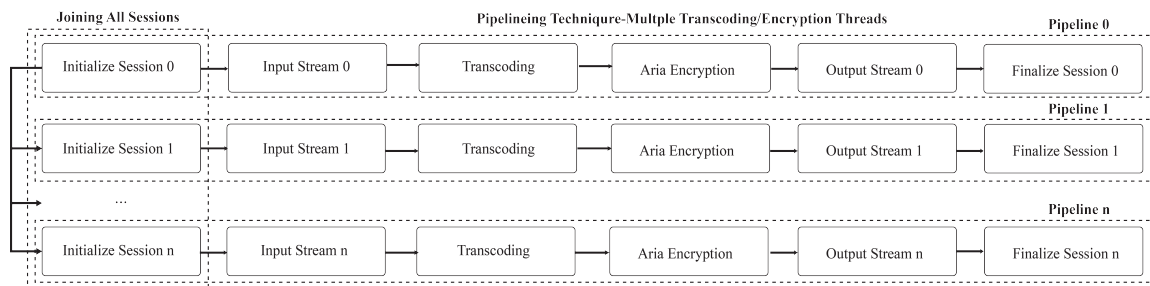 Joining All Sessions
Pipelineing Techniqure-Multple Transcoding/Encryption Threads
Pipeline 0
Initialize Session 0
Input Stream 0
Transcoding
Aria Encryption
Output Stream 0
Finalize Session 0
Pipeline 1
Initialize Session 1
Input Stream 1
Transcoding
Aria Encryption
Output Stream 1
Finalize Session 1
...
Pipeline n
Initialize Session n
Input Stream n
Transcoding
Aria Encryption
Output Stream n
Finalize Session n